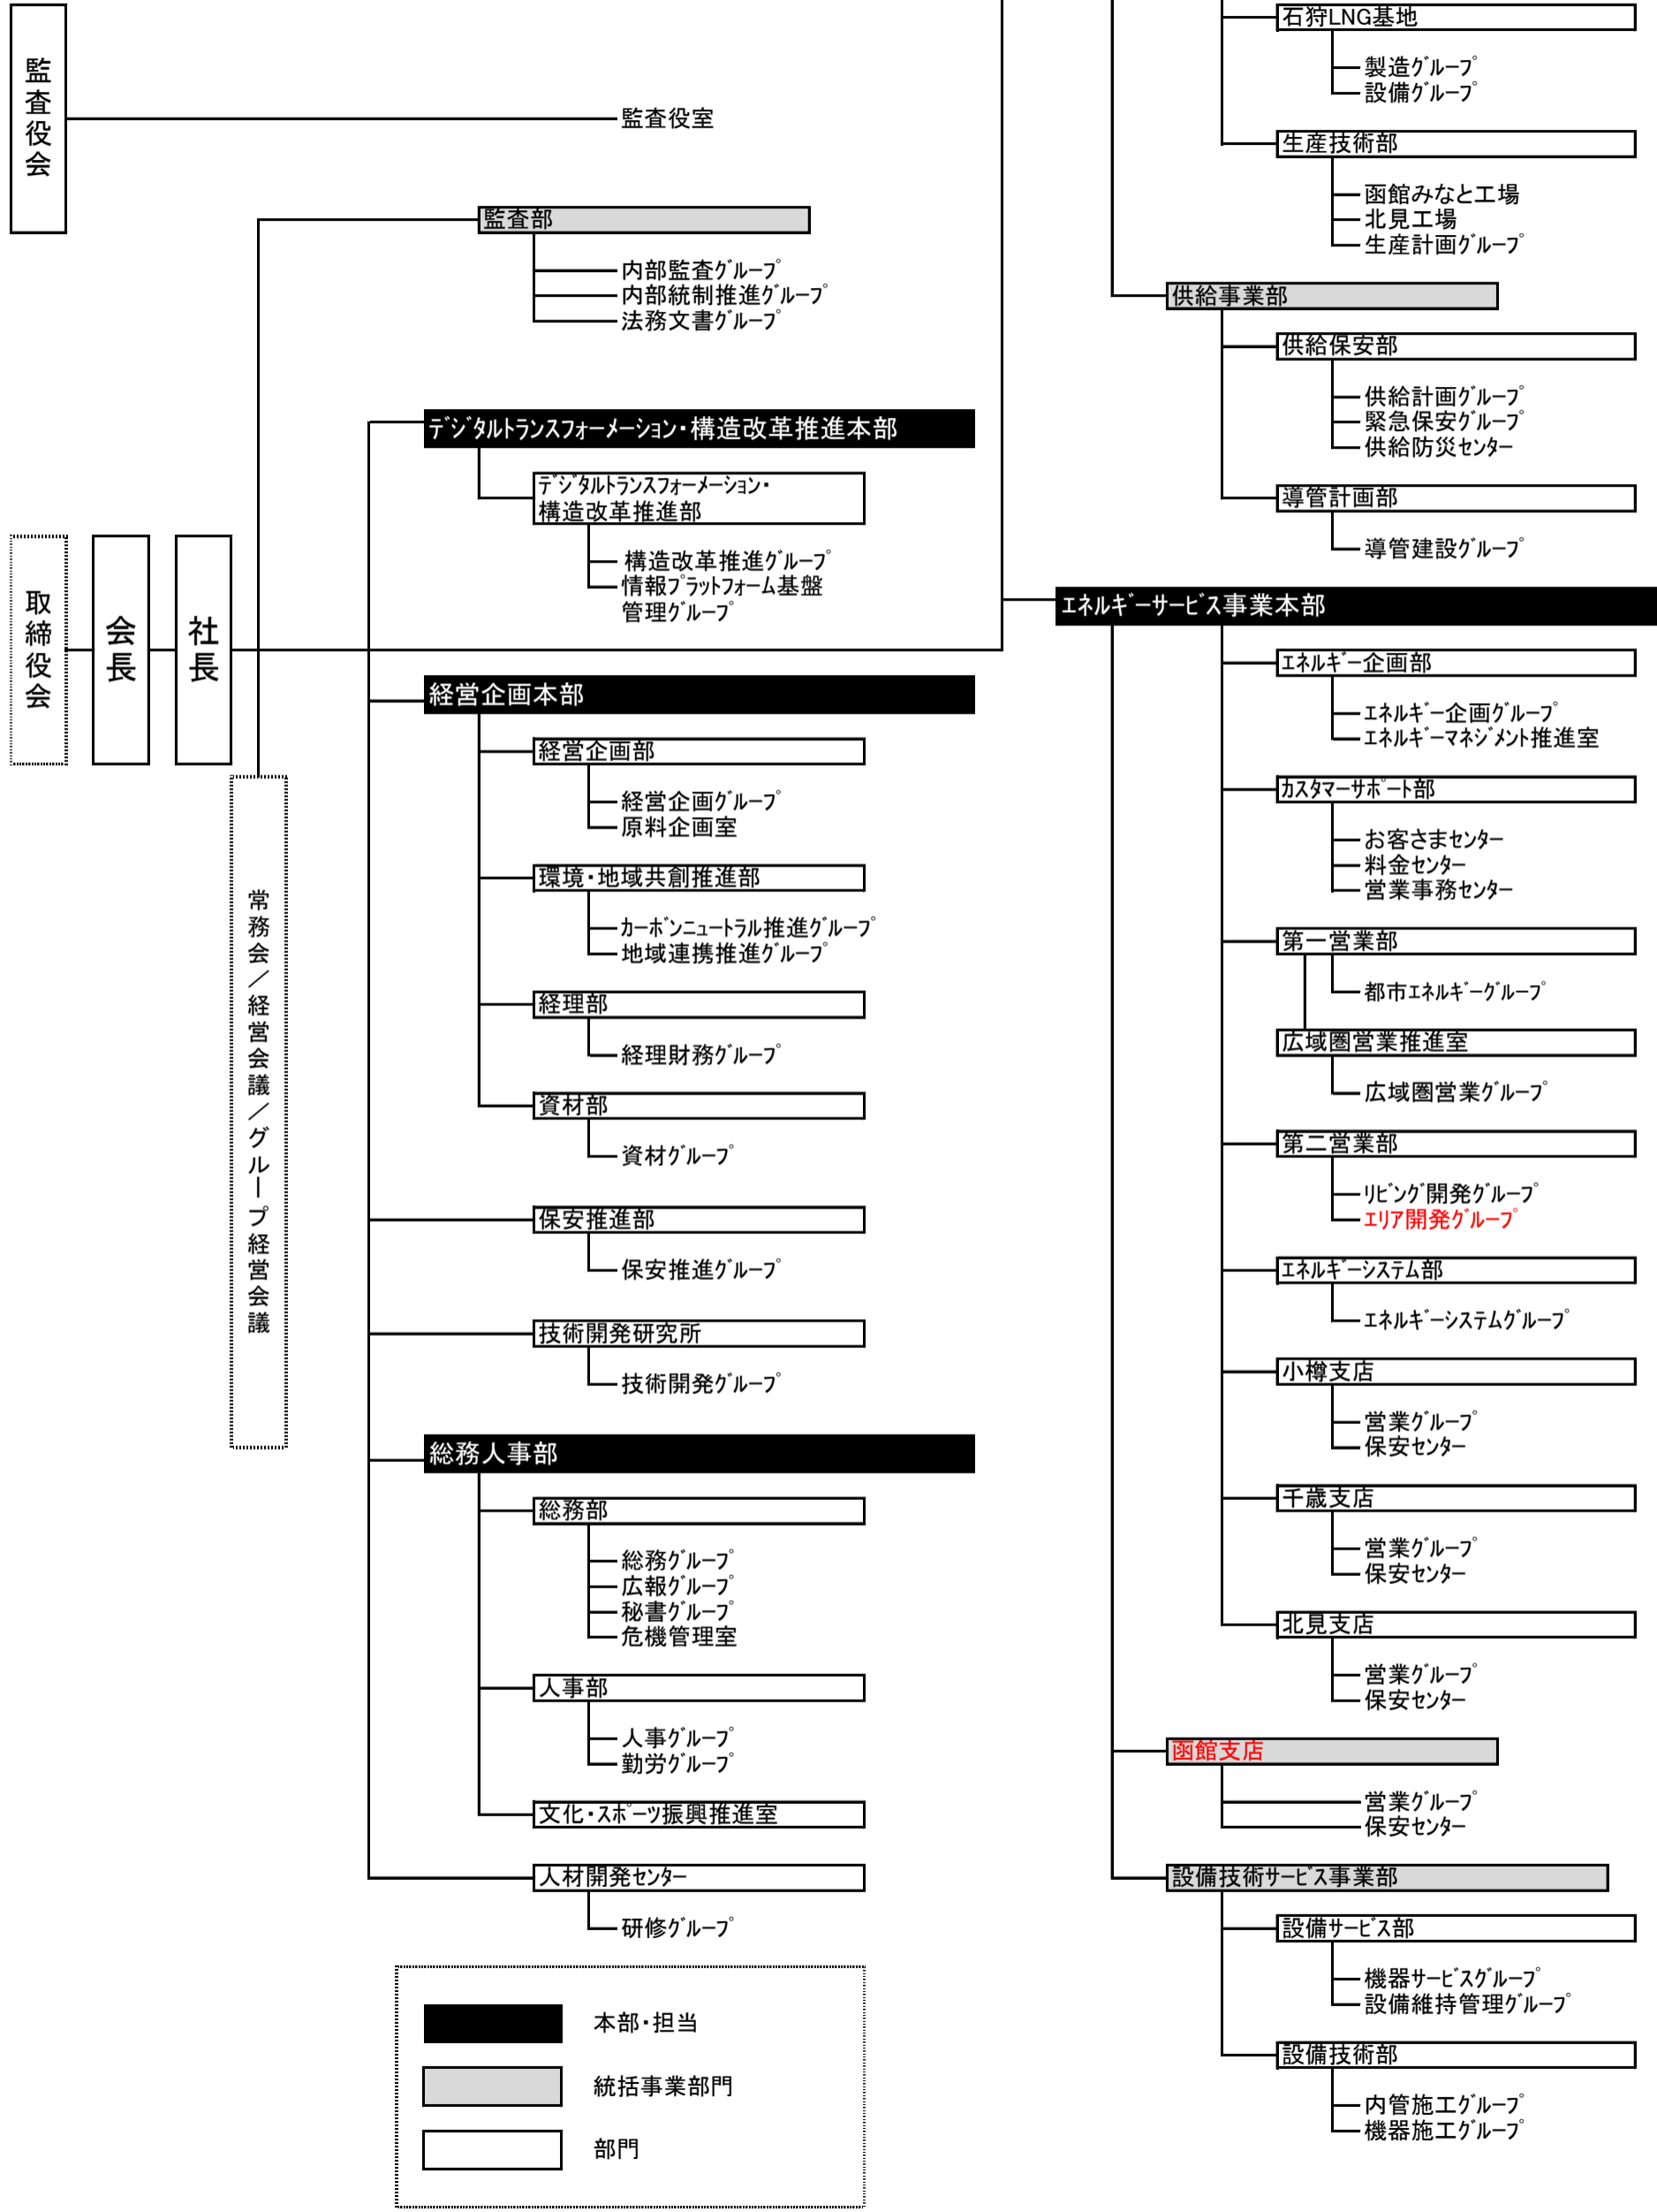 監査役会
監査役室
監査部
内部監査ｸﾞﾙｰﾌﾟ
内部統制推進ｸﾞﾙｰﾌﾟ
法務文書ｸﾞﾙｰﾌﾟ
取締役会
会長
社長
常務会／経営会議／グループ経営会議
ﾃﾞｼﾞﾀﾙﾄﾗﾝｽﾌｫｰﾒｰｼｮﾝ・構造改革推進本部
ﾃﾞｼﾞﾀﾙﾄﾗﾝｽﾌｫｰﾒｰｼｮﾝ・
構造改革推進部
構造改革推進ｸﾞﾙｰﾌﾟ
情報ﾌﾟﾗｯﾄﾌｫｰﾑ基盤
管理ｸﾞﾙｰﾌﾟ
経営企画本部
経営企画部
経営企画ｸﾞﾙｰﾌﾟ
原料企画室
環境・地域共創推進部
ｶｰﾎﾞﾝﾆｭｰﾄﾗﾙ推進ｸﾞﾙｰﾌﾟ
地域連携推進ｸﾞﾙｰﾌﾟ
経理部
経理財務ｸﾞﾙｰﾌﾟ
資材部
資材ｸﾞﾙｰﾌﾟ
保安推進部
保安推進ｸﾞﾙｰﾌﾟ
技術開発研究所
技術開発ｸﾞﾙｰﾌﾟ
総務人事部
総務部
総務ｸﾞﾙｰﾌﾟ
広報ｸﾞﾙｰﾌﾟ
秘書ｸﾞﾙｰﾌﾟ
危機管理室
人事部
人事ｸﾞﾙｰﾌﾟ
勤労ｸﾞﾙｰﾌﾟ
文化・ｽﾎﾟｰﾂ振興推進室
人材開発ｾﾝﾀｰ
研修ｸﾞﾙｰﾌﾟ
本部・担当
統括事業部門
部門
石狩LNG基地
製造ｸﾞﾙｰﾌﾟ
設備ｸﾞﾙｰﾌﾟ
生産技術部
函館みなと工場
北見工場
生産計画ｸﾞﾙｰﾌﾟ
供給事業部
供給保安部
供給計画ｸﾞﾙｰﾌﾟ
緊急保安ｸﾞﾙｰﾌﾟ
供給防災ｾﾝﾀｰ
導管計画部
導管建設ｸﾞﾙｰﾌﾟ
ｴﾈﾙｷﾞｰｻｰﾋﾞｽ事業本部
ｴﾈﾙｷﾞｰ企画部
ｴﾈﾙｷﾞｰ企画ｸﾞﾙｰﾌﾟ
ｴﾈﾙｷﾞｰﾏﾈｼﾞﾒﾝﾄ推進室
ｶｽﾀﾏｰｻﾎﾟｰﾄ部
お客さまｾﾝﾀｰ
料金ｾﾝﾀｰ
営業事務ｾﾝﾀｰ
第一営業部
都市ｴﾈﾙｷﾞｰｸﾞﾙｰﾌﾟ
広域圏営業推進室
広域圏営業ｸﾞﾙｰﾌﾟ
第二営業部
ﾘﾋﾞﾝｸﾞ開発ｸﾞﾙｰﾌﾟ
ｴﾘｱ開発ｸﾞﾙｰﾌﾟ
ｴﾈﾙｷﾞｰｼｽﾃﾑ部
ｴﾈﾙｷﾞｰｼｽﾃﾑｸﾞﾙｰﾌﾟ
小樽支店
営業ｸﾞﾙｰﾌﾟ
保安ｾﾝﾀｰ
千歳支店
営業ｸﾞﾙｰﾌﾟ
保安ｾﾝﾀｰ
北見支店
営業ｸﾞﾙｰﾌﾟ
保安ｾﾝﾀｰ
函館支店
営業ｸﾞﾙｰﾌﾟ
保安ｾﾝﾀｰ
設備技術ｻｰﾋﾞｽ事業部
設備ｻｰﾋﾞｽ部
機器ｻｰﾋﾞｽｸﾞﾙｰﾌﾟ
設備維持管理ｸﾞﾙｰﾌﾟ
設備技術部
内管施工ｸﾞﾙｰﾌﾟ
機器施工ｸﾞﾙｰﾌﾟ